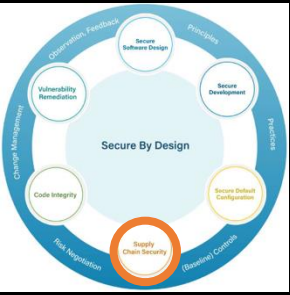 Observation, Feedback
Principles
Secure
Software Design
Vulnerability
Remediation
Secure
Development
Change Management
Practices
Secure By Design
Code Integrity
Secure Default
Configuration
Supply
Chain Security
Risk Negotiation
(Baseline) Controls